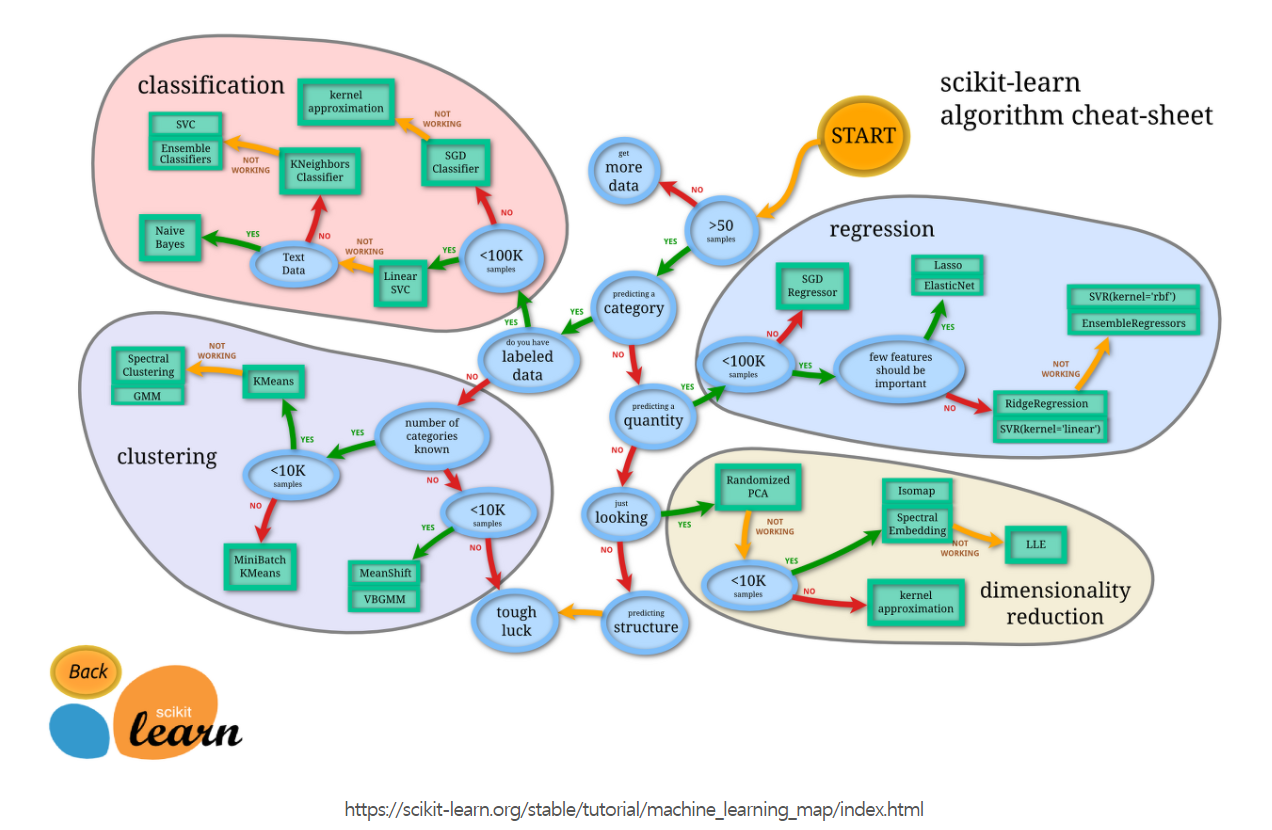 scikit-learn
algorithm cheat-sheet
START
classification
kernel
approximation
NOT
WORKING
SVC
Ensemble
Classifiers
NOT
WORKING
KNeighbors
Classifier
SGD
Classifier
NO
Naive
Bayes
YES
NO
Text
Data
NOT
WORKING
Linear
SVC
YES
<100K
samples
YES
get
more
data
NO
>50
samples
YES
predicting a
category
YES
NO
do you have
labeled
data
NO
predicting a
quantity
YES
NO
just
looking
YES
NO
predicting
structure
tough
luck
regression
SGD
Regressor
NO
<100K
samples
YES
Lasso
ElasticNet
YES
few features
should be
important
NO
SVR(kernel='rbf')
EnsembleRegressors
NOT
WORKING
RidgeRegression
SVR(kernel='linear')
clustering
Spectral
Clustering
GMM
NOT
WORKING
KMeans
YES
<10K
samples
NO
MiniBatch
KMeans
YES
number of
categories
known
NO
<10K
samples
YES
NO
MeanShift
VBGMM
dimensionality
reduction
Randomized
PCA
NOT
WORKING
<10K
samples
YES
NO
Isomap
Spectral
Embedding
NOT
WORKING
LLE
kernel
approximation
Back
scikit
learn
https://scikit-learn.org/stable/tutorial/machine_learning_map/index.html